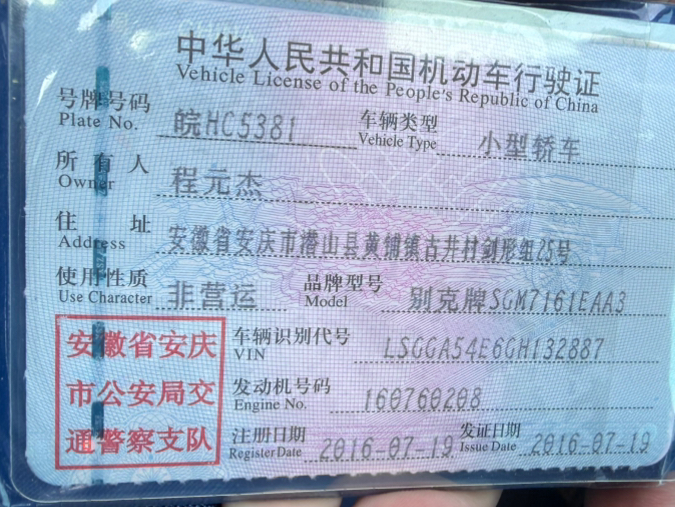 中华人民共和国机动车行驶证
Vehicle License of the People's Republic of China
号牌号码 皖HC5381 车辆类型 小型轿车
Plate No. Vehicle Type
所有人 程元杰
Owner
住址 安徽省安庆市潜山县黄铺镇古井村剑形组25号
Address
使用性质 非营运 品牌型号 别克牌SGM7161EAA3
Use Character Model
安徽省安庆 车辆识别代号 LSGGA54E6GH132887
VIN
市公安局交 发动机号码 160760208
Engine No.
通警察支队 注册日期 2016-07-19 发证日期 2016-07-19
Register Date Issue Date